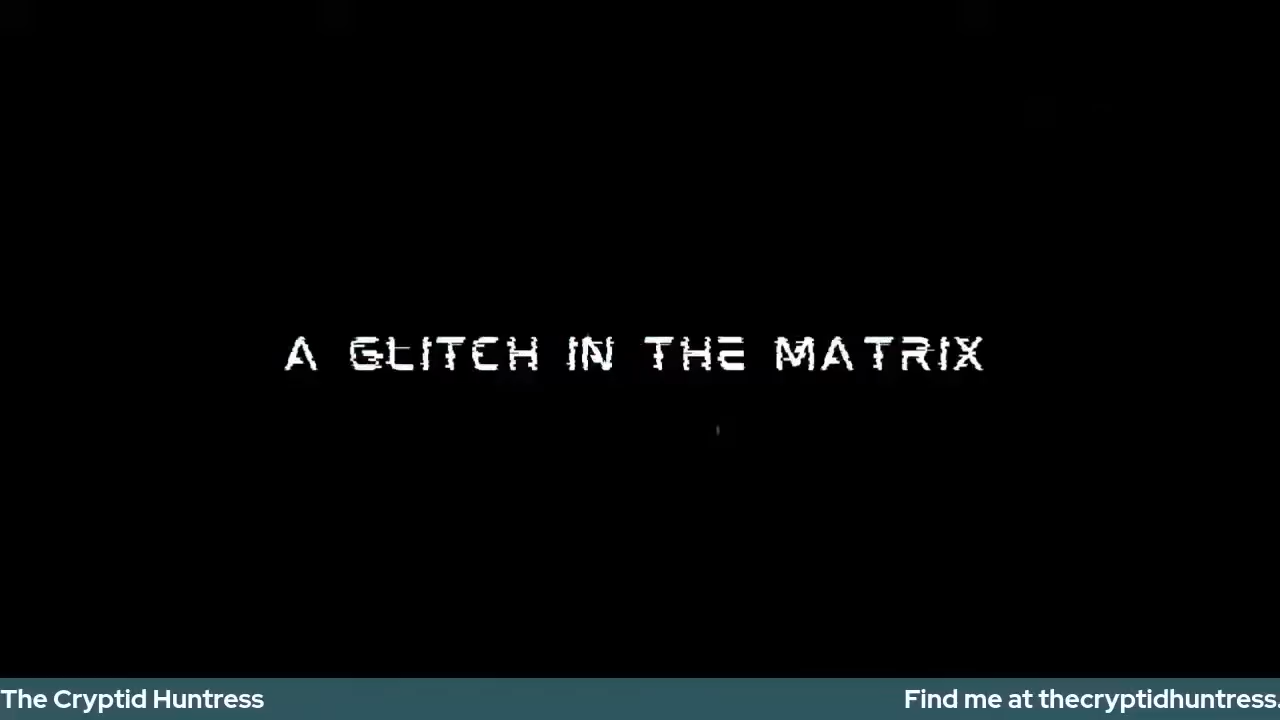 A GLITCH IN THE MATRIX
The Cryptid Huntress
Find me at thecryptidhuntress.